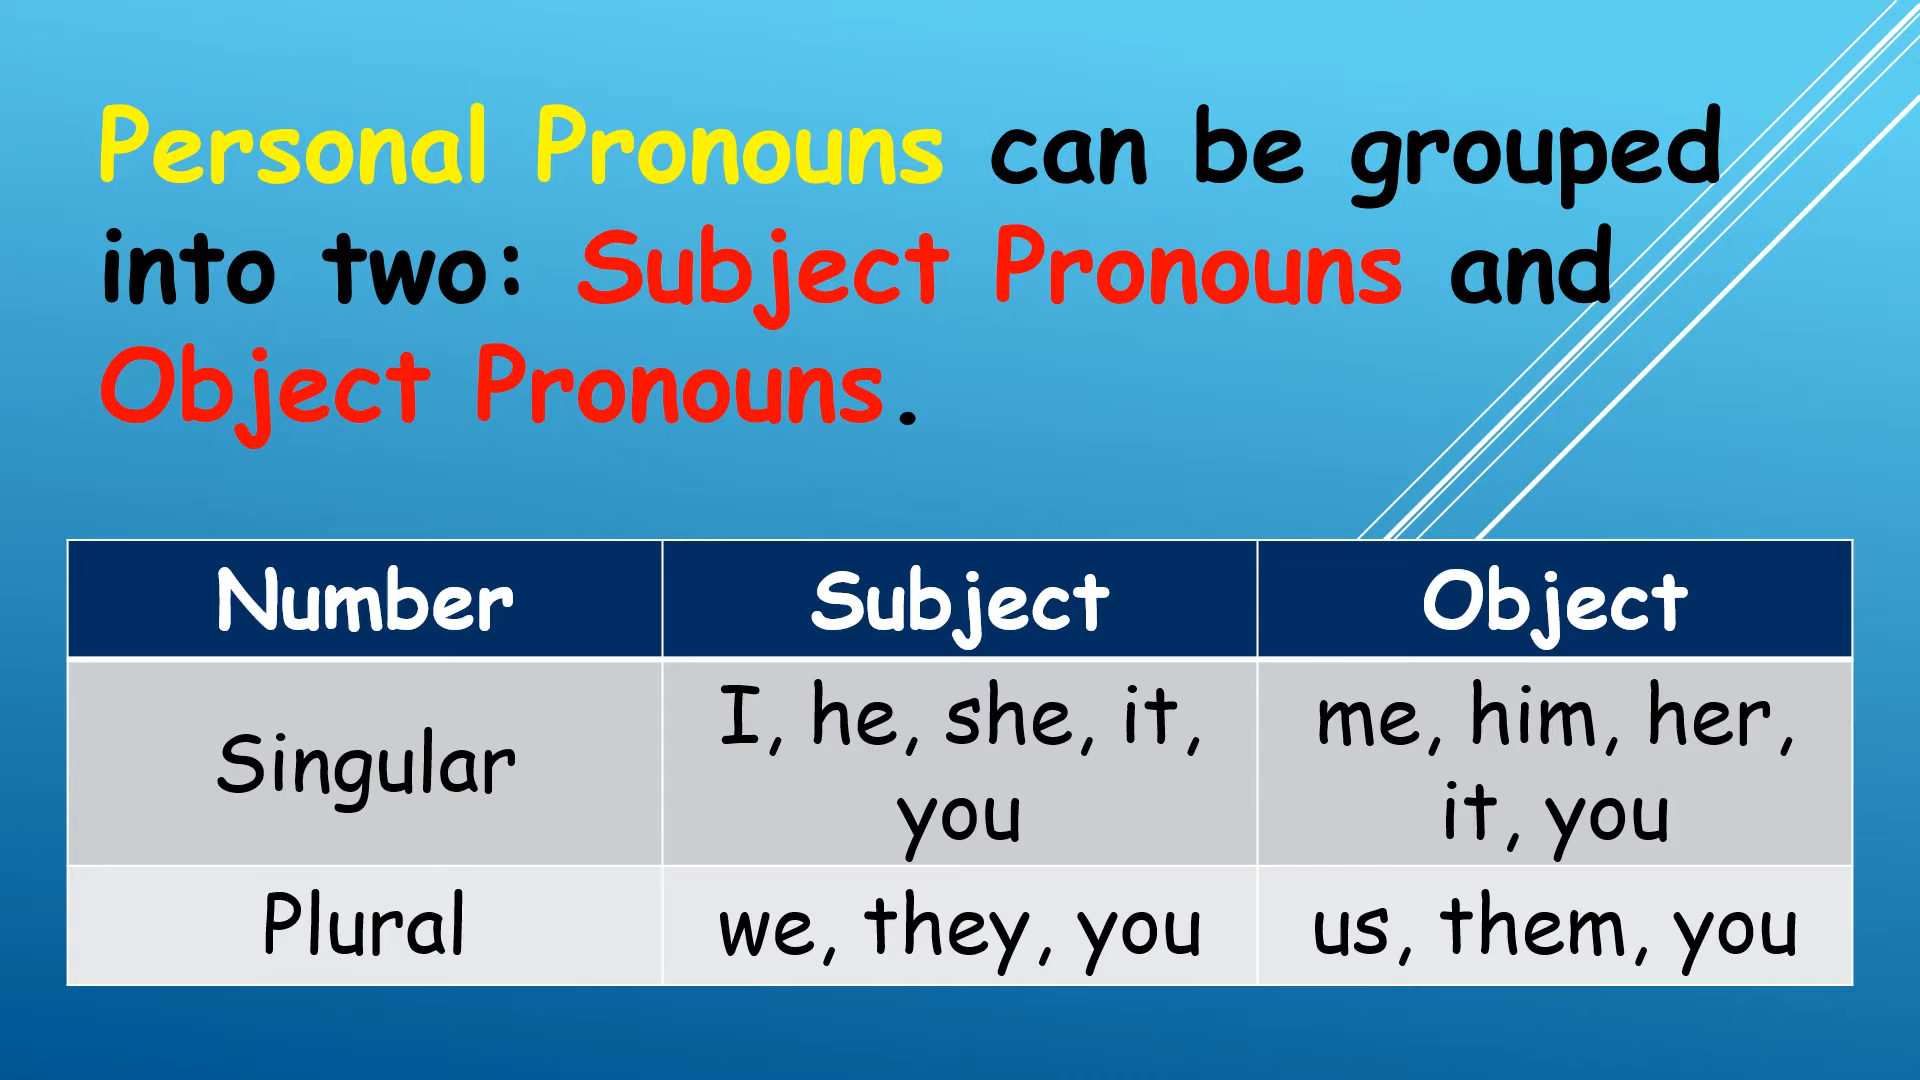 Personal Pronouns can be grouped
into two: Subject Pronouns and
Object Pronouns.
Number Subject Object
Singular I, he, she, it, you me, him, her, it, you
Plural we, they, you us, them, you